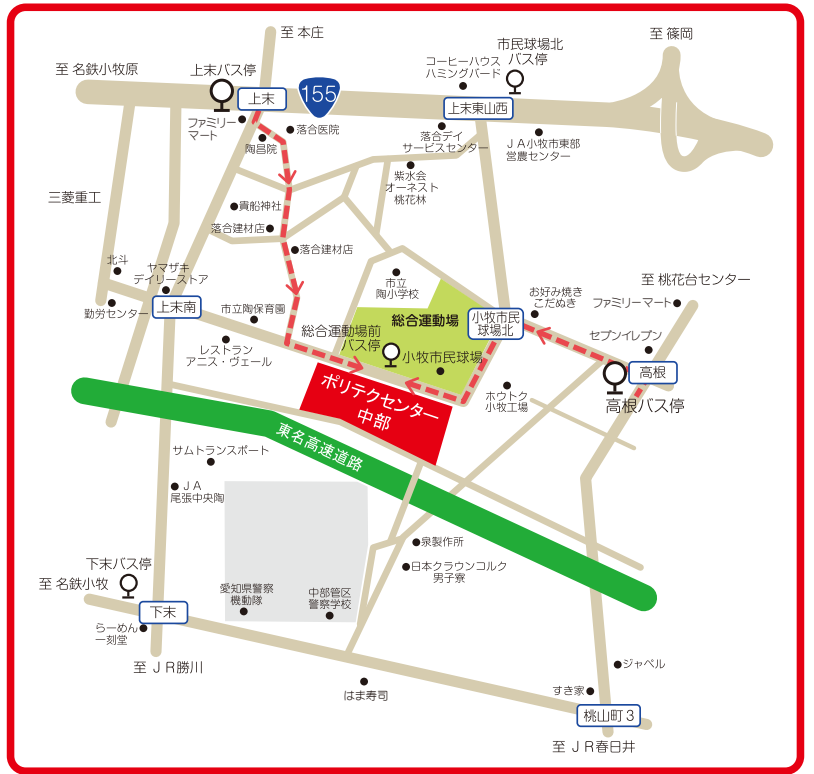 至 本庄
至 篠岡
市民球場北
バス停
コーヒーハウス
ハミングバード
至 名鉄小牧原
上末バス停
上末
155
上末東山西
ファミリー
マート
落合医院
陶昌院
落合デイ
サービスセンター
ＪＡ小牧市東部
営農センター
紫水会
オーネスト
桃花林
三菱重工
貴船神社
落合建材店
落合建材店
北斗
ヤマザキ
デイリーストア
勤労センター
上末南
市立陶保育園
市立
陶小学校
総合運動場
総合運動場前
バス停
小牧市民球場
小牧市民
球場北
お好み焼き
こだぬき
至 桃花台センター
ファミリーマート
セブンイレブン
高根
高根バス停
レストラン
アニス・ヴェール
ホウトク
小牧工場
ポリテクセンター
中部
東名高速道路
サムトランスポート
ＪＡ
尾張中央陶
泉製作所
日本クラウンコルク
男子寮
下末バス停
至 名鉄小牧
下末
らーめん
一刻堂
愛知県警察
機動隊
中部管区
警察学校
至 ＪＲ勝川
はま寿司
ジャベル
すき家
桃山町３
至 ＪＲ春日井